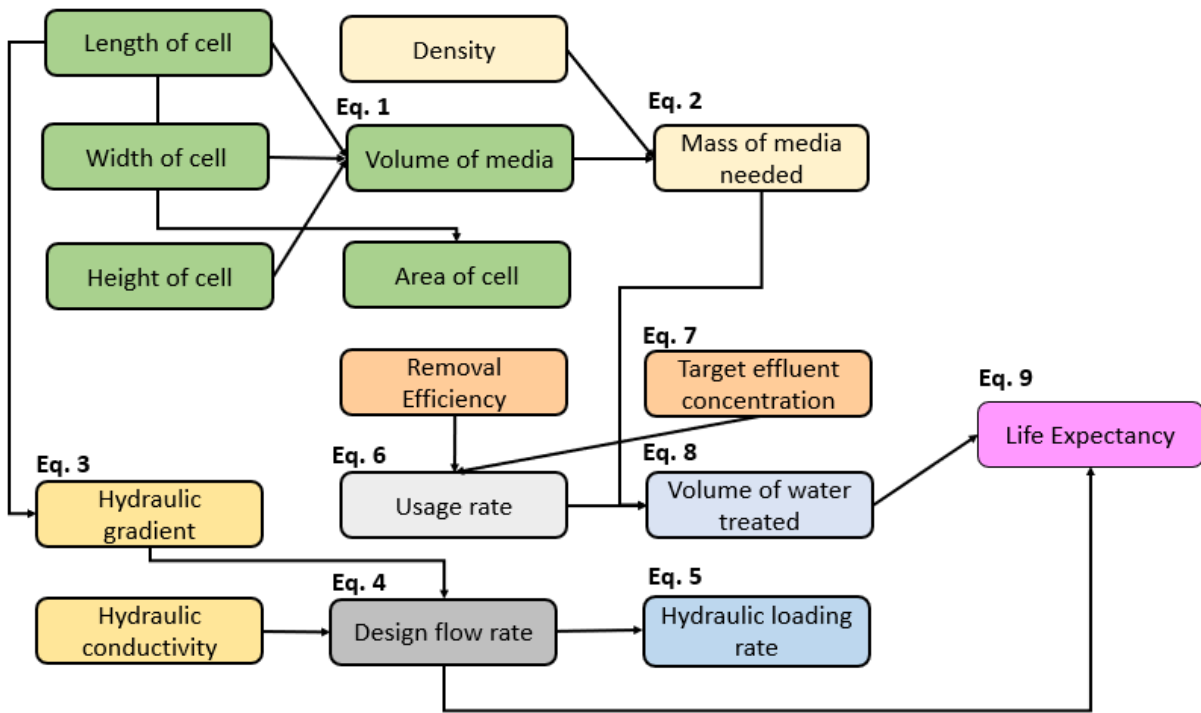 Length of cell
Density
Eq. 1
Eq. 2
Width of cell
Volume of media
Mass of media
needed
Height of cell
Area of cell
Eq. 7
Removal
Efficiency
Target effluent
concentration
Eq. 9
Life Expectancy
Eq. 3
Eq. 6
Eq. 8
Hydraulic
gradient
Usage rate
Volume of water
treated
Eq. 4
Eq. 5
Hydraulic
conductivity
Design flow rate
Hydraulic loading
rate